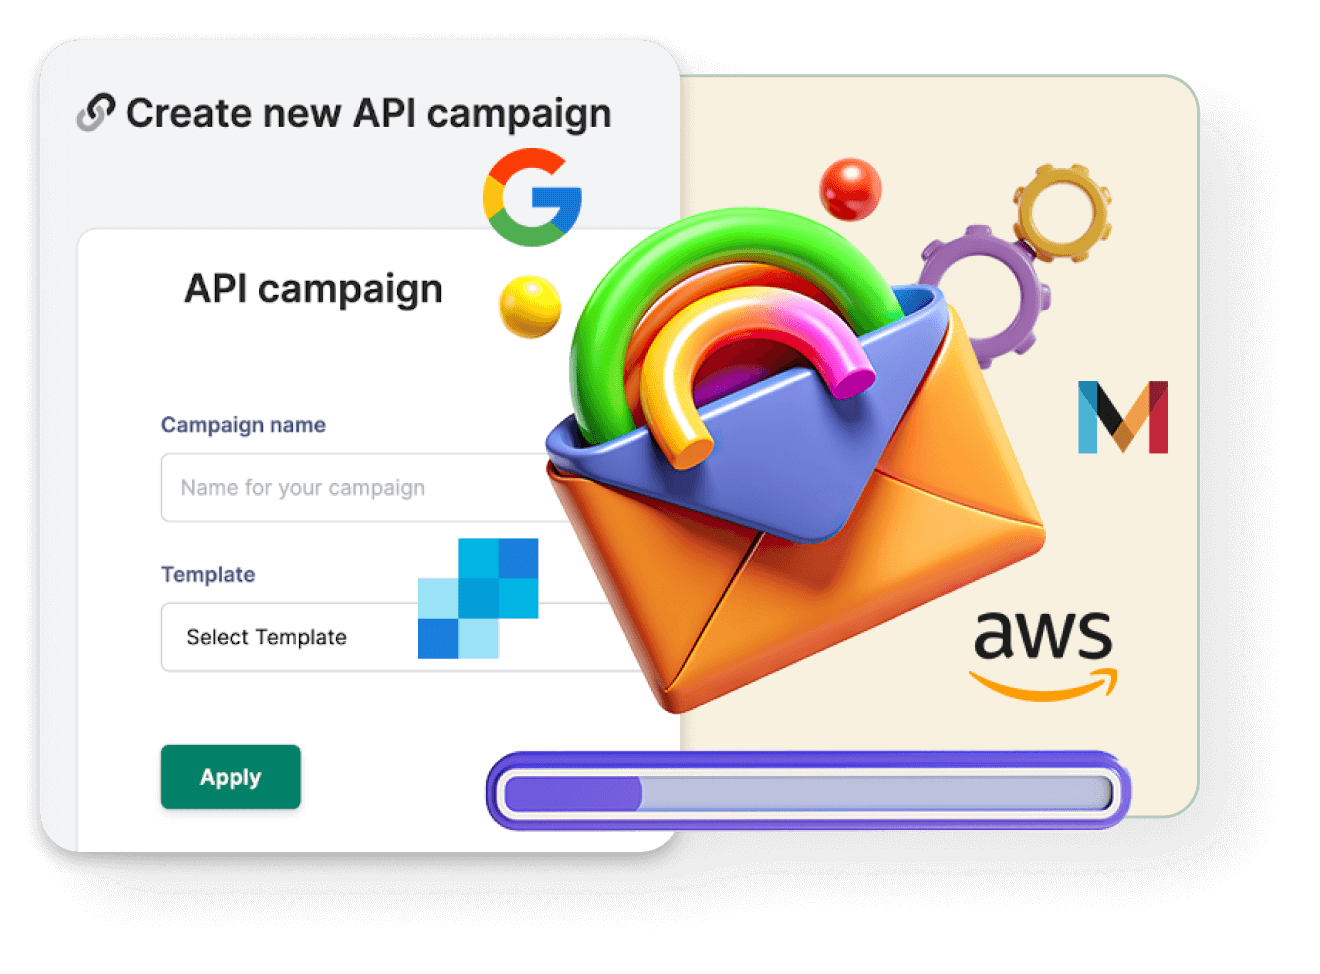 Create new API campaign
API campaign
Campaign name
Name for your campaign
Template
Select Template
aws
Apply